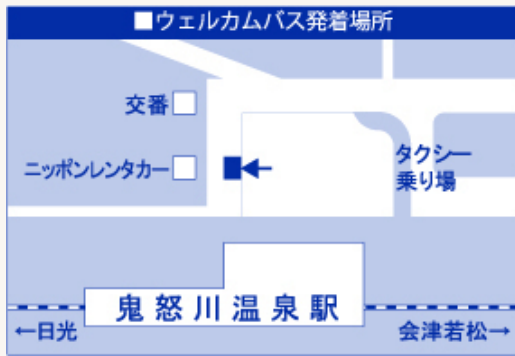 ■ウェルカムバス発着場所
交番
ニッポンレンタカー
タクシー
乗り場
鬼怒川温泉駅
←日光
会津若松→